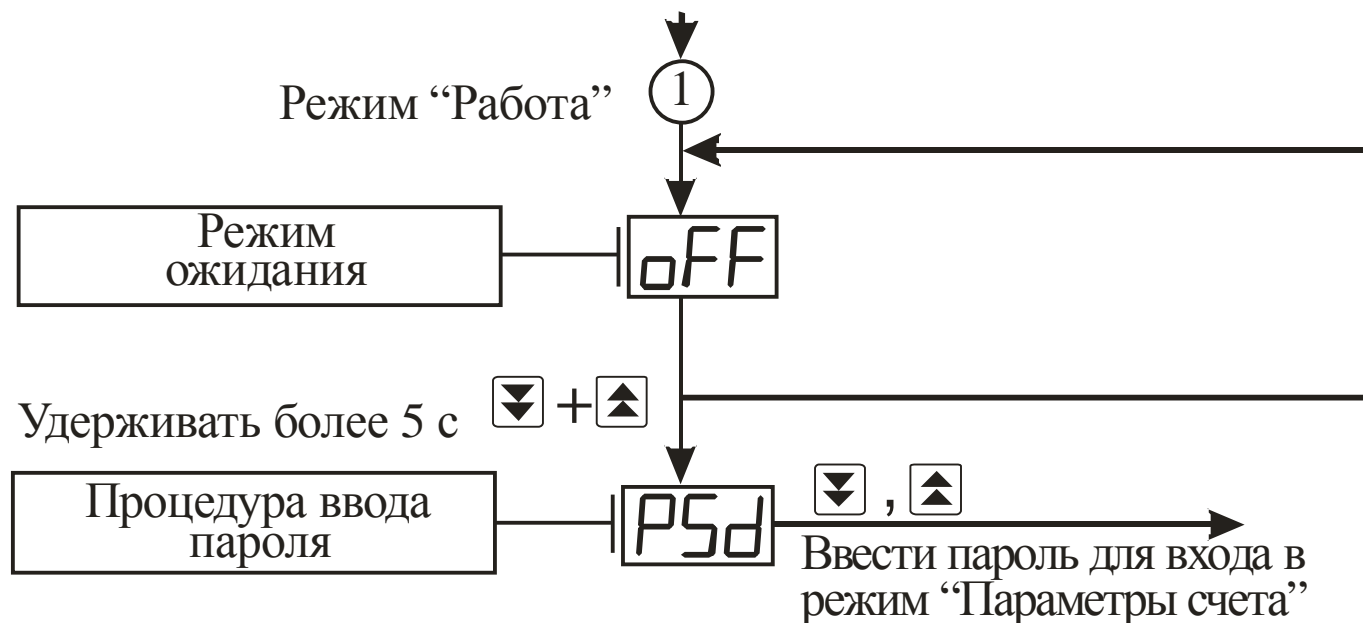 1
Режим “Работа”
Режим
ожидания
oFF
Удерживать более 5 с
+
Процедура ввода
пароля
PSd
,
Ввести пароль для входа в
режим “Параметры счета”